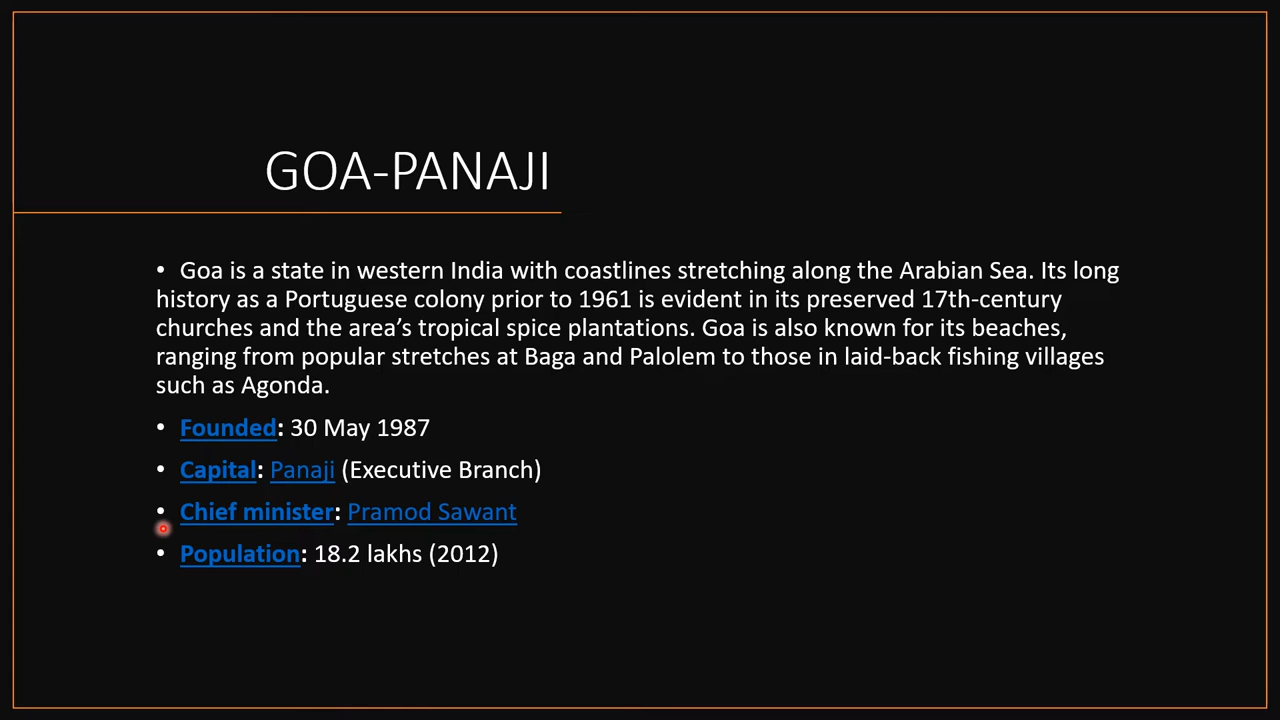 GOA-PANAJI
• Goa is a state in western India with coastlines stretching along the Arabian Sea. Its long
history as a Portuguese colony prior to 1961 is evident in its preserved 17th-century
churches and the area’s tropical spice plantations. Goa is also known for its beaches,
ranging from popular stretches at Baga and Palolem to those in laid-back fishing villages
such as Agonda.
• Founded: 30 May 1987
• Capital: Panaji (Executive Branch)
• Chief minister: Pramod Sawant
• Population: 18.2 lakhs (2012)